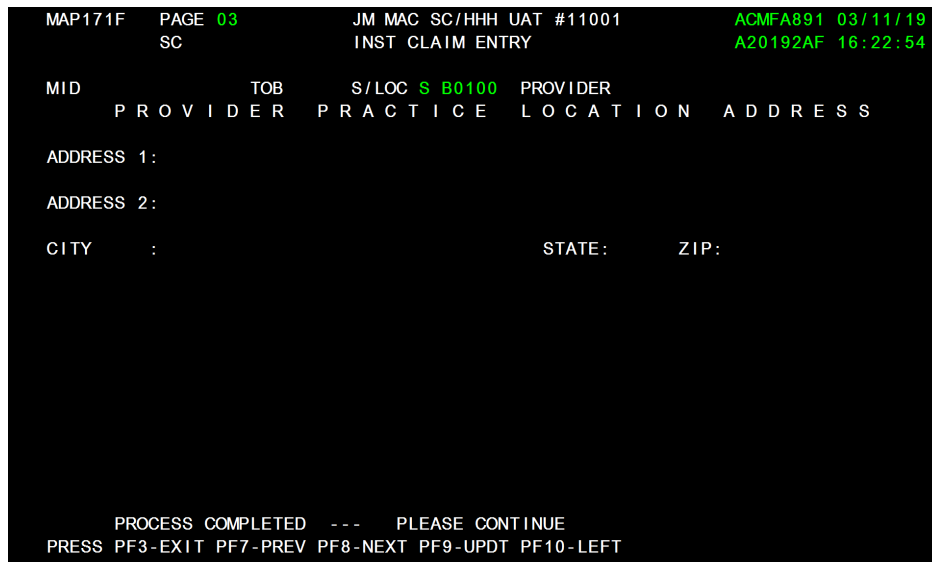 MAP171F PAGE 03 JM MAC SC/HHH UAT #11001 ACMFA891 03/11/19
SC INST CLAIM ENTRY A20192AF 16:22:54
MID TOB S/LOC S B0100 PROVIDER
P R O V I D E R P R A C T I C E L O C A T I O N A D D R E S S
ADDRESS 1:
ADDRESS 2:
CITY : STATE: ZIP:
PROCESS COMPLETED --- PLEASE CONTINUE
PRESS PF3-EXIT PF7-PREV PF8-NEXT PF9-UPDT PF10-LEFT